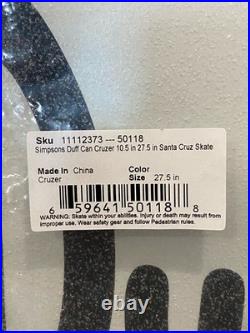 Sku 11112373 --- 50118
Simpsons Duff Can Cruzer 10.5 in 27.5 in Santa Cruz Skate
Made In China Color
Cruzer Size 27.5 in
6 59641 50118 8
WARNING: Skate within your abilities. Injury or death may result from
improper use. Wear safety gear and follow Pedestrian rules.